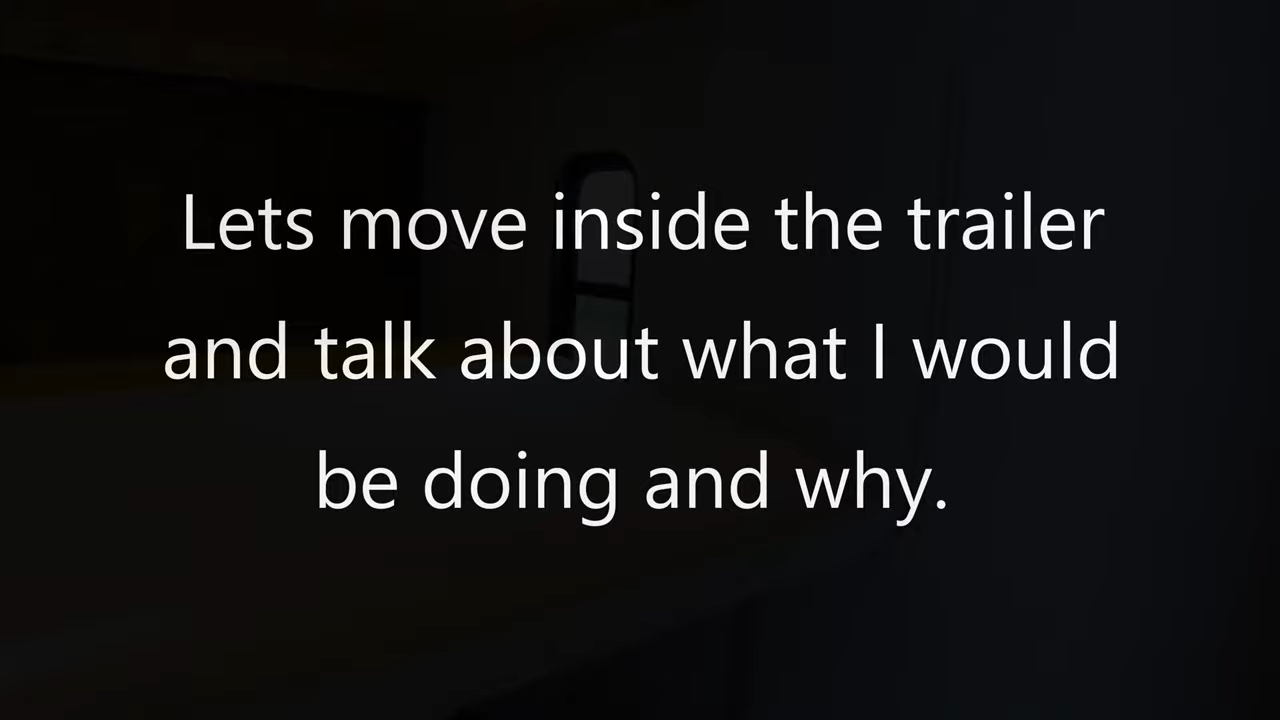 Lets move inside the trailer
and talk about what I would
be doing and why.